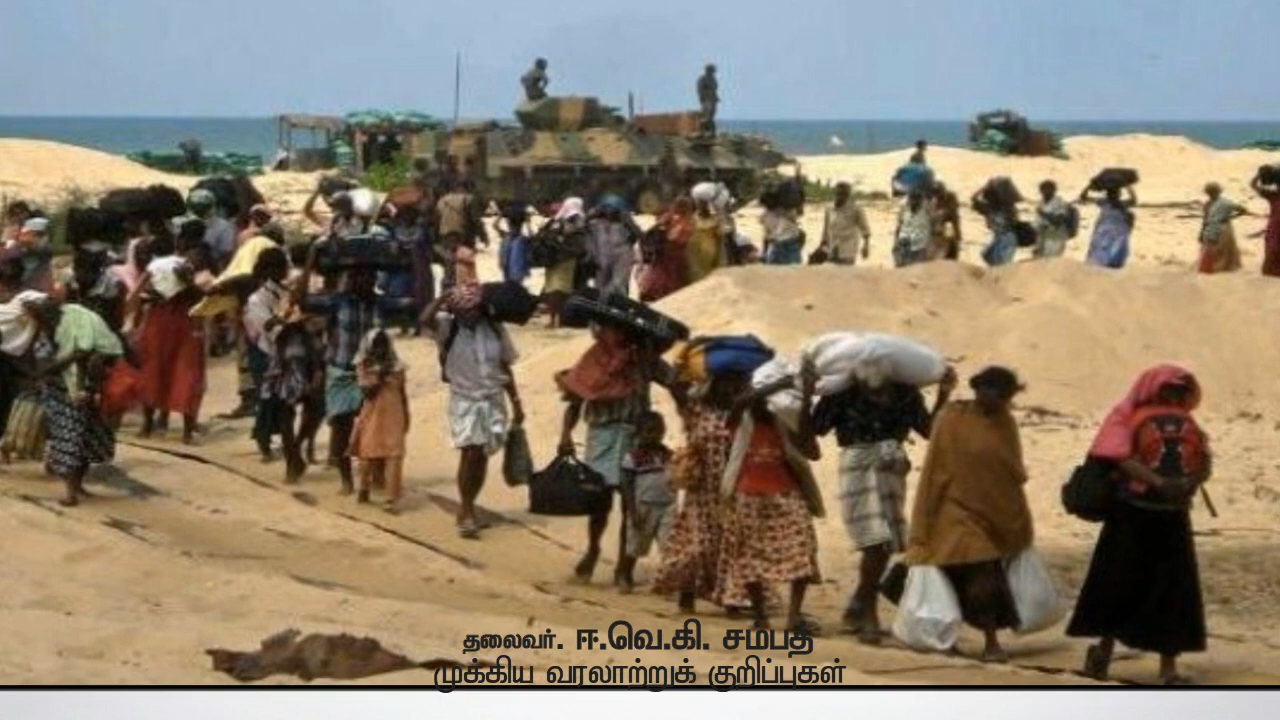 தலைவர். ஈ.வெ.கி. சம்பத்
முக்கிய வரலாற்றுக் குறிப்புகள்